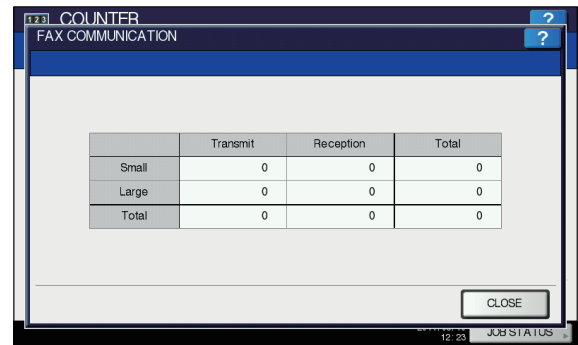 123 COUNTER ?
FAX COMMUNICATION ?
Transmit Reception Total
Small 0 0 0
Large 0 0 0
Total 0 0 0
CLOSE
12:23 JOB STATUS